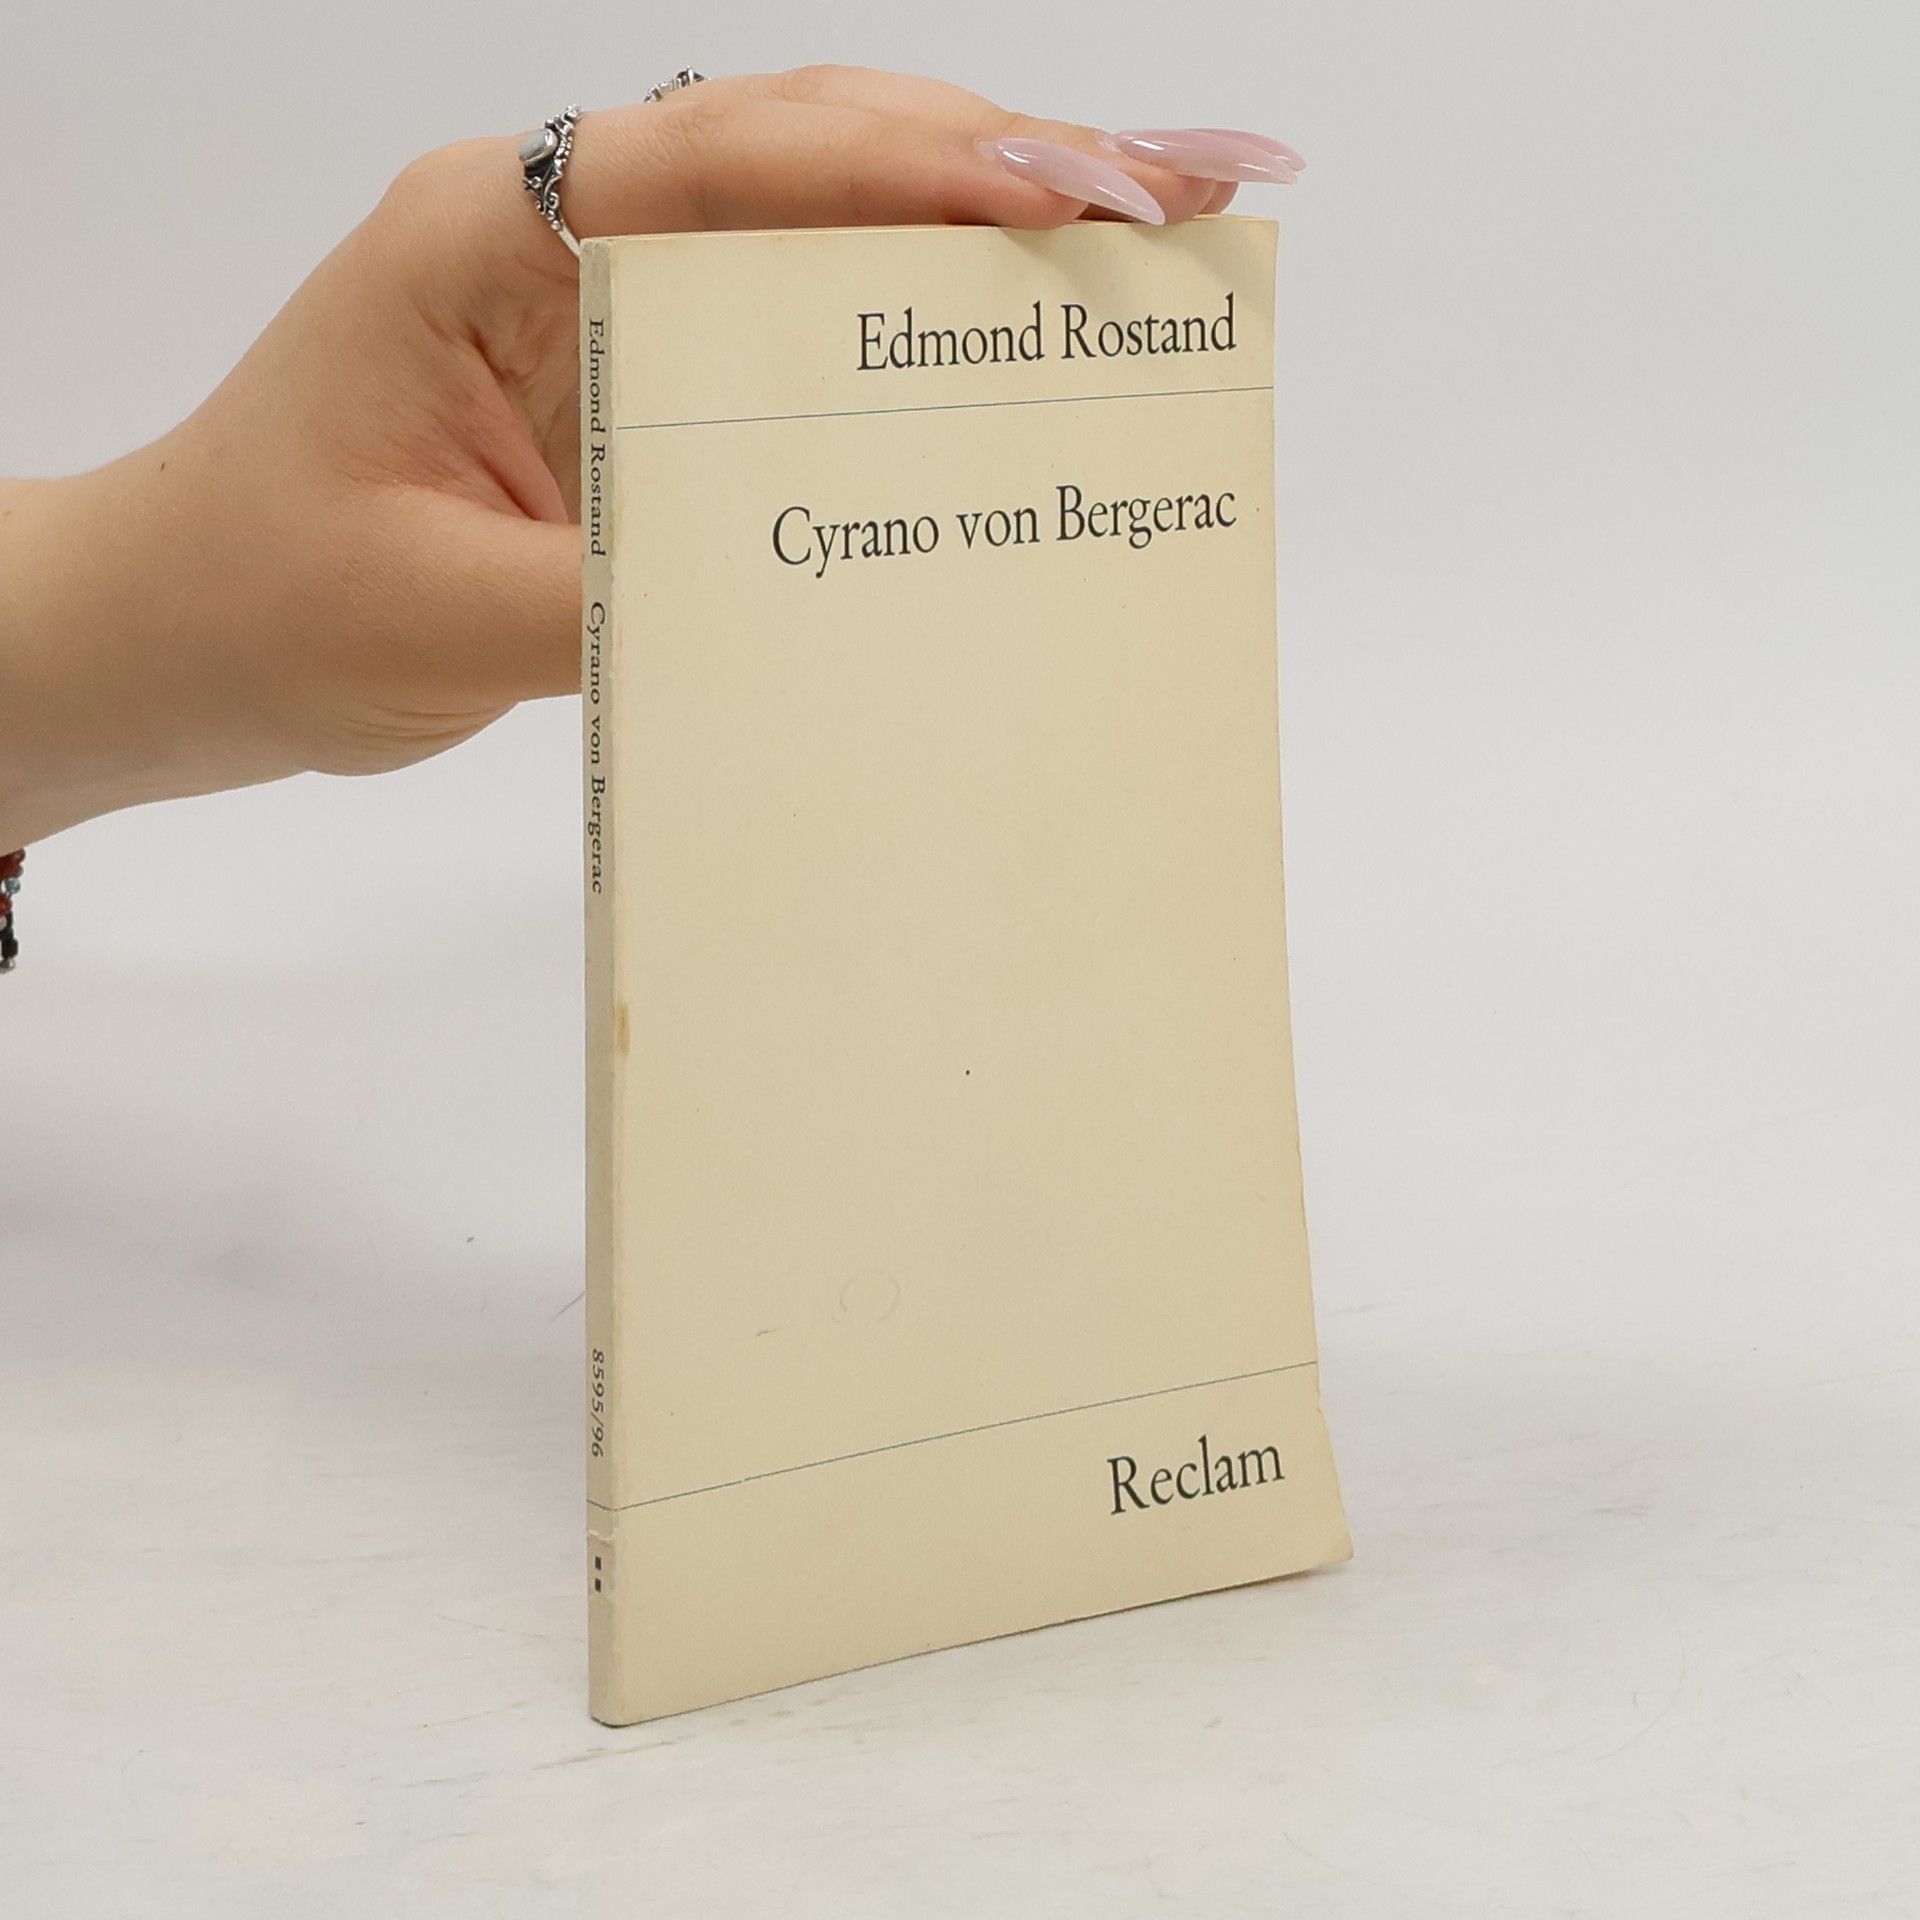 Edmond Rostand
Cyrano von Bergerac
Reclam
Edmond Rostand Cyrano von Bergerac 8595/96